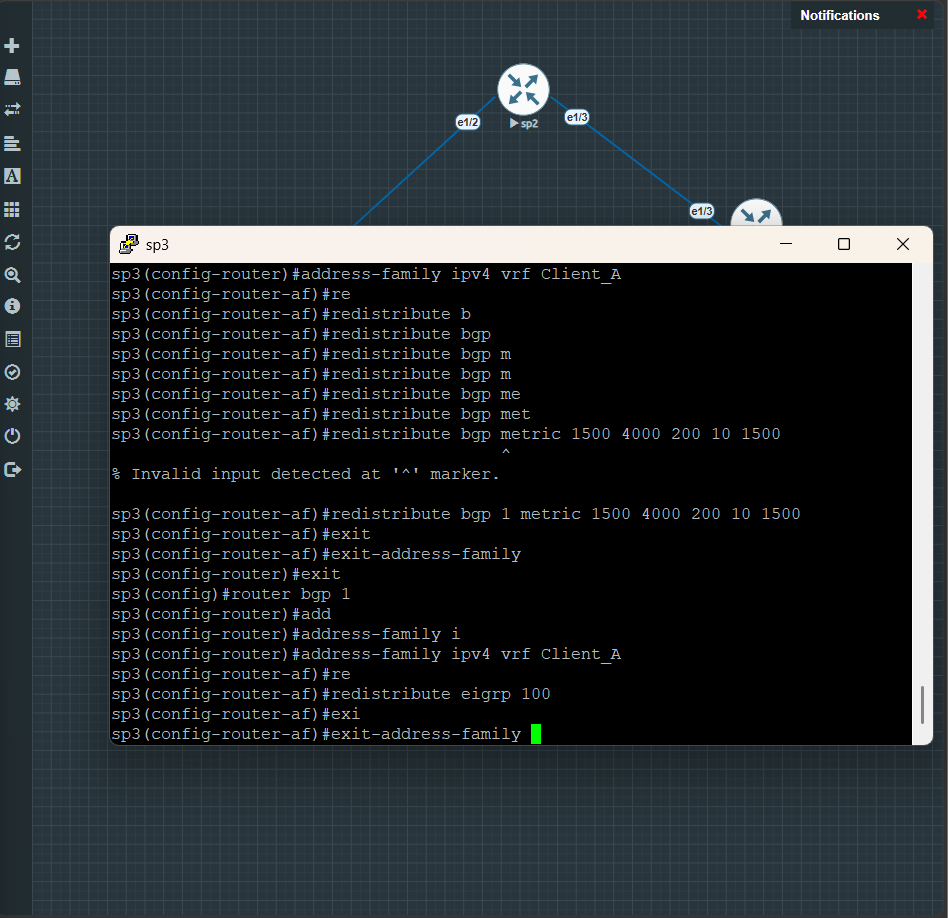 Notifications
e1/2
sp2
e1/3
e1/3
sp3
sp3(config-router)#address-family ipv4 vrf Client_A
sp3(config-router-af)#re
sp3(config-router-af)#redistribute b
sp3(config-router-af)#redistribute bgp
sp3(config-router-af)#redistribute bgp m
sp3(config-router-af)#redistribute bgp m
sp3(config-router-af)#redistribute bgp me
sp3(config-router-af)#redistribute bgp met
sp3(config-router-af)#redistribute bgp metric 1500 4000 200 10 1500
^
% Invalid input detected at '^' marker.
sp3(config-router-af)#redistribute bgp 1 metric 1500 4000 200 10 1500
sp3(config-router-af)#exit
sp3(config-router-af)#exit-address-family
sp3(config-router)#exit
sp3(config)#router bgp 1
sp3(config-router)#add
sp3(config-router)#address-family i
sp3(config-router)#address-family ipv4 vrf Client_A
sp3(config-router-af)#re
sp3(config-router-af)#redistribute eigrp 100
sp3(config-router-af)#exi
sp3(config-router-af)#exit-address-family